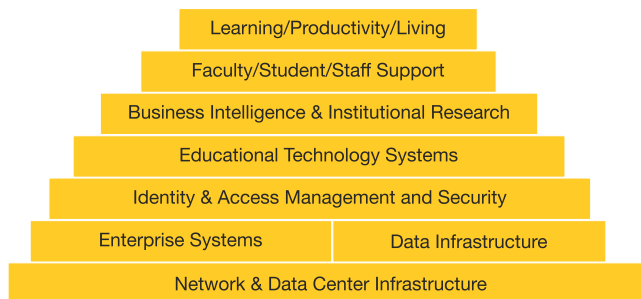 Learning/Productivity/Living
Faculty/Student/Staff Support
Business Intelligence & Institutional Research
Educational Technology Systems
Identity & Access Management and Security
Enterprise Systems
Data Infrastructure
Network & Data Center Infrastructure